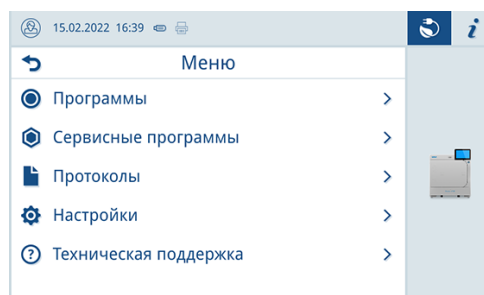 15.02.2022 16:39
i
Меню
Программы
Сервисные программы
Протоколы
Настройки
? Техническая поддержка